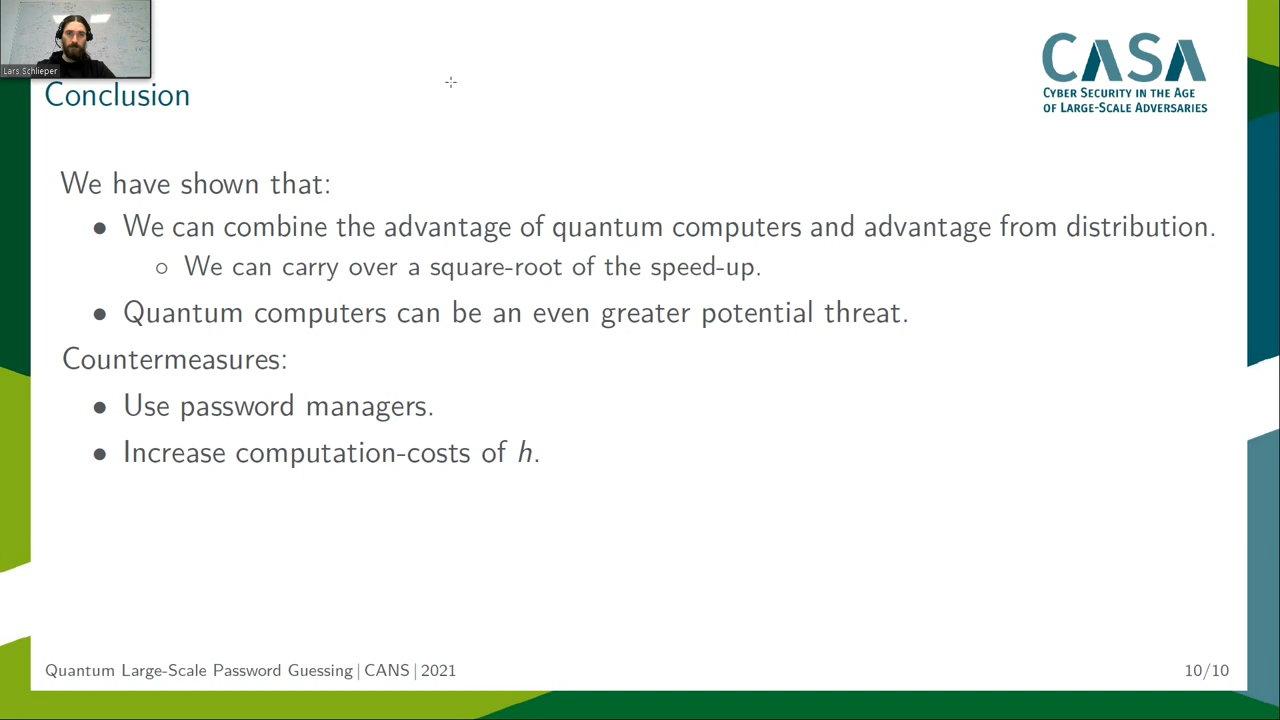 Lars Schlieper
Conclusion
CASA
CYBER SECURITY IN THE AGE
OF LARGE-SCALE ADVERSARIES
We have shown that:
• We can combine the advantage of quantum computers and advantage from distribution.
○ We can carry over a square-root of the speed-up.
• Quantum computers can be an even greater potential threat.
Countermeasures:
• Use password managers.
• Increase computation-costs of h.
Quantum Large-Scale Password Guessing | CANS | 2021
10/10